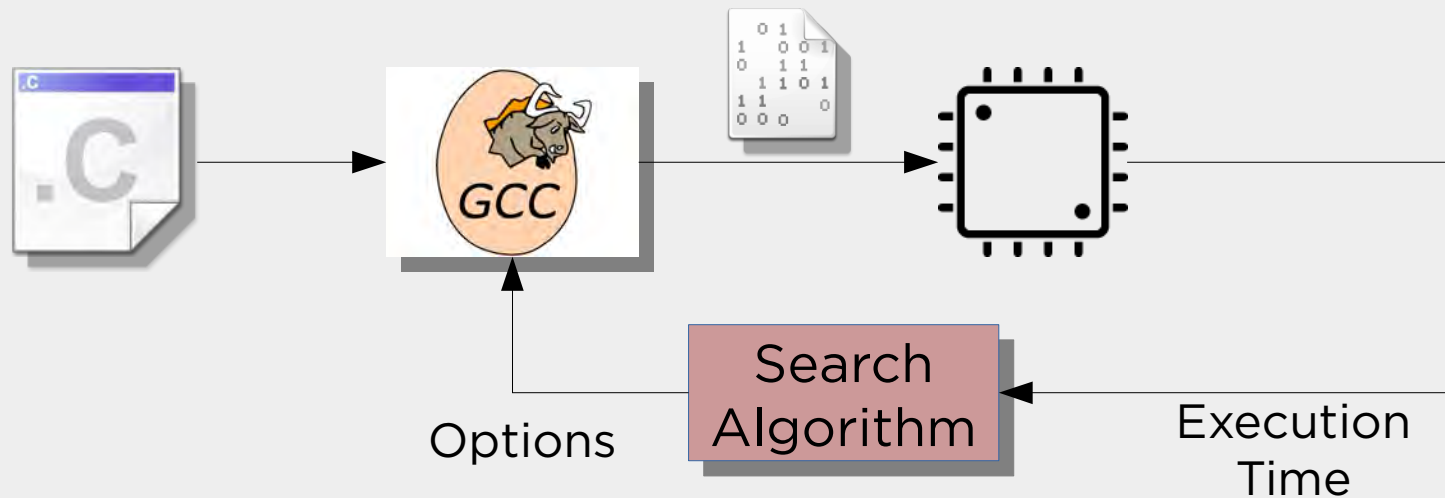 0 1
1 0 0 1
0 1 1
1 1 0 1
1 1 0
0 0 0
.C
.C
GCC
Search
Algorithm
Options
Execution
Time